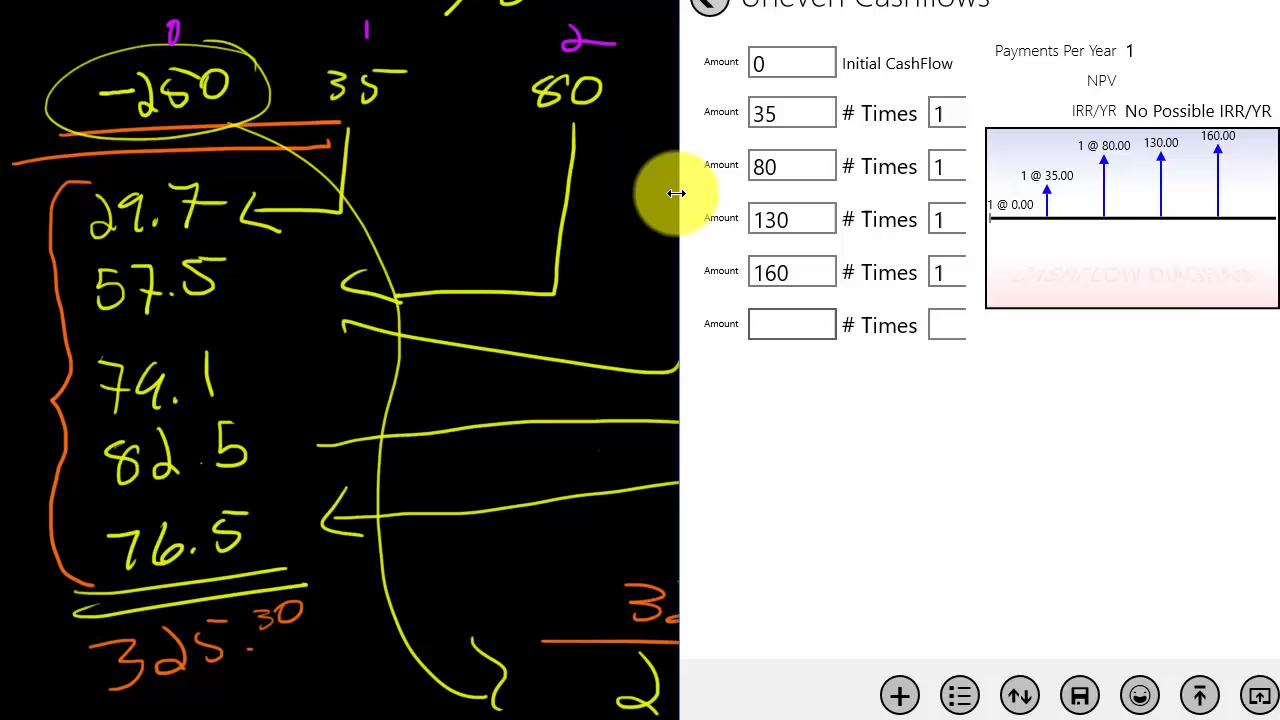 0 1 2
-250 35 80
29.7
57.5
79.1
82.5
76.5
325.30
Uneven Cashflows
Amount 0 Initial CashFlow
Amount 35 # Times 1
Amount 80 # Times 1
Amount 130 # Times 1
Amount 160 # Times 1
Amount # Times
Payments Per Year 1
NPV
IRR/YR No Possible IRR/YR
1 @ 0.00
1 @ 35.00
1 @ 80.00
130.00
160.00
2